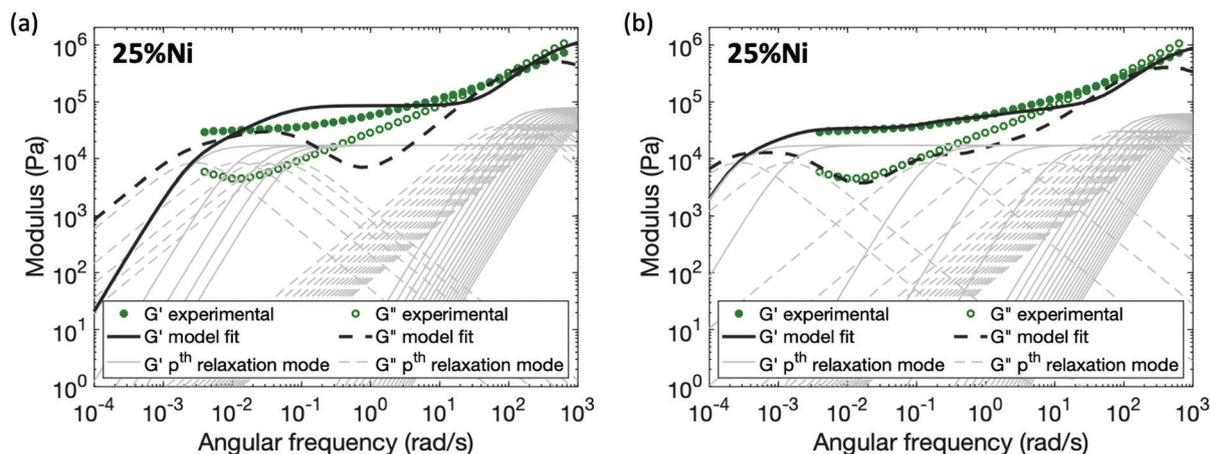 (a)
25%Ni
Modulus (Pa)
10^6
10^5
10^4
10^3
10^2
10^1
10^0
G' experimental
G" experimental
G' model fit
G" model fit
G' p^th relaxation mode
G" p^th relaxation mode
10^-4 10^-3 10^-2 10^-1 10^0 10^1 10^2 10^3
Angular frequency (rad/s)
(b)
25%Ni
Modulus (Pa)
10^6
10^5
10^4
10^3
10^2
10^1
10^0
G' experimental
G" experimental
G' model fit
G" model fit
G' p^th relaxation mode
G" p^th relaxation mode
10^-4 10^-3 10^-2 10^-1 10^0 10^1 10^2 10^3
Angular frequency (rad/s)